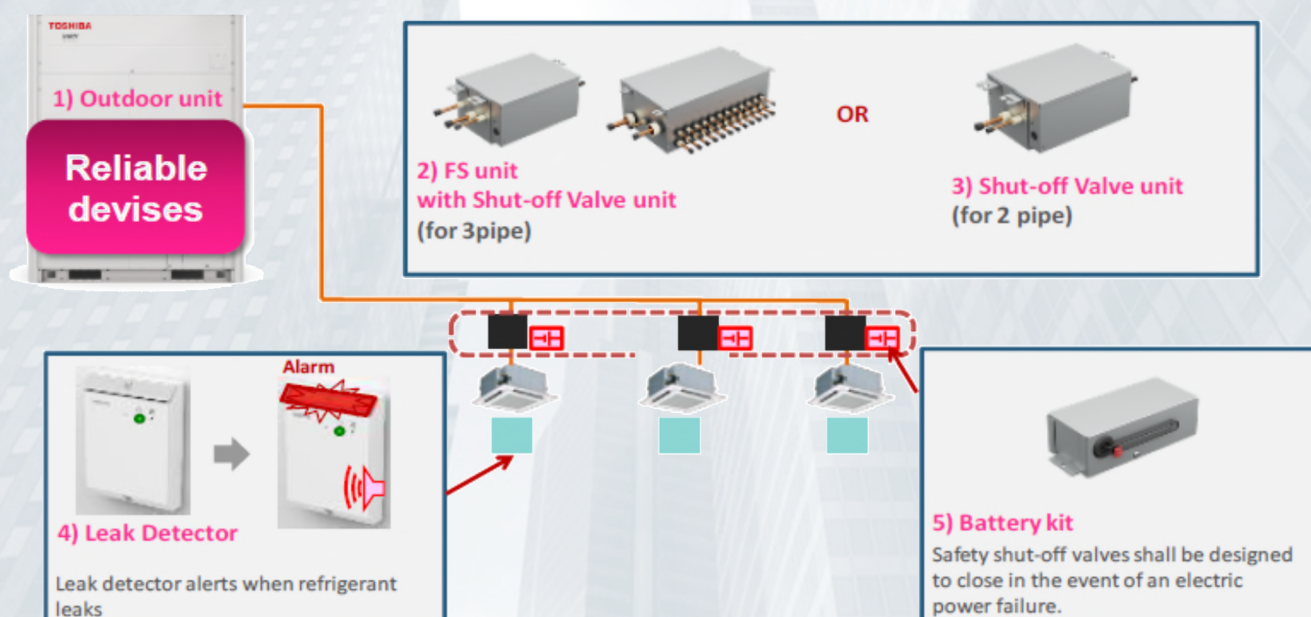 TOSHIBA
1) Outdoor unit
Reliable
devises
2) FS unit
with Shut-off Valve unit
(for 3pipe)
OR
3) Shut-off Valve unit
(for 2 pipe)
Alarm
4) Leak Detector
Leak detector alerts when refrigerant
leaks
5) Battery kit
Safety shut-off valves shall be designed
to close in the event of an electric
power failure.